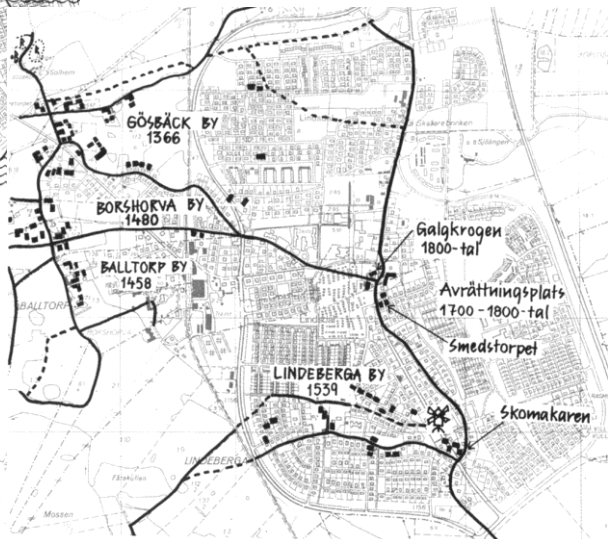 GÖSBÄCK BY
1366
BORSHORVA BY
1480
Galgkrogen
1800-tal
BALLTORP BY
1458
Avrättningsplats
1700 - 1800-tal
BALLTORP
Smedstorpet
LINDEBERGA BY
1539
Skomakaren
LINDEBERGA
Mossen